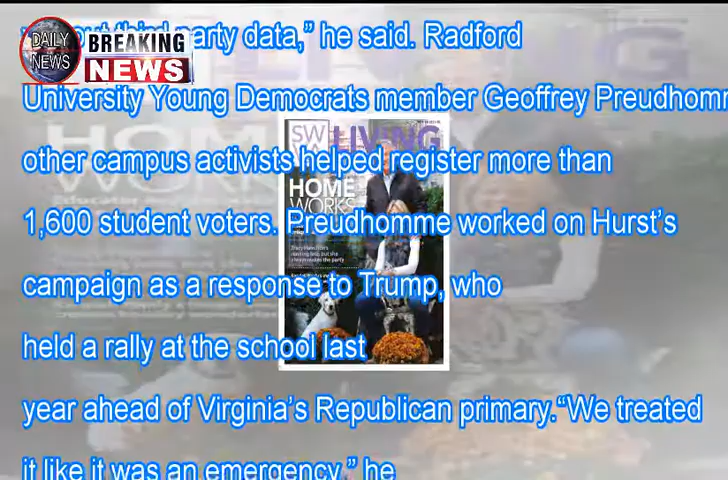 party data,” he said. Radford
DAILY
NEWS
BREAKING
NEWS
University Young Democrats member Geoffrey Preudhomm
other campus activists helped register more than
1,600 student voters. Preudhomme worked on Hurst’s
campaign as a response to Trump, who
held a rally at the school last
year ahead of Virginia’s Republican primary.“We treated
it like it was an emergency,” he
SW
LIVING
HOME
WORKS